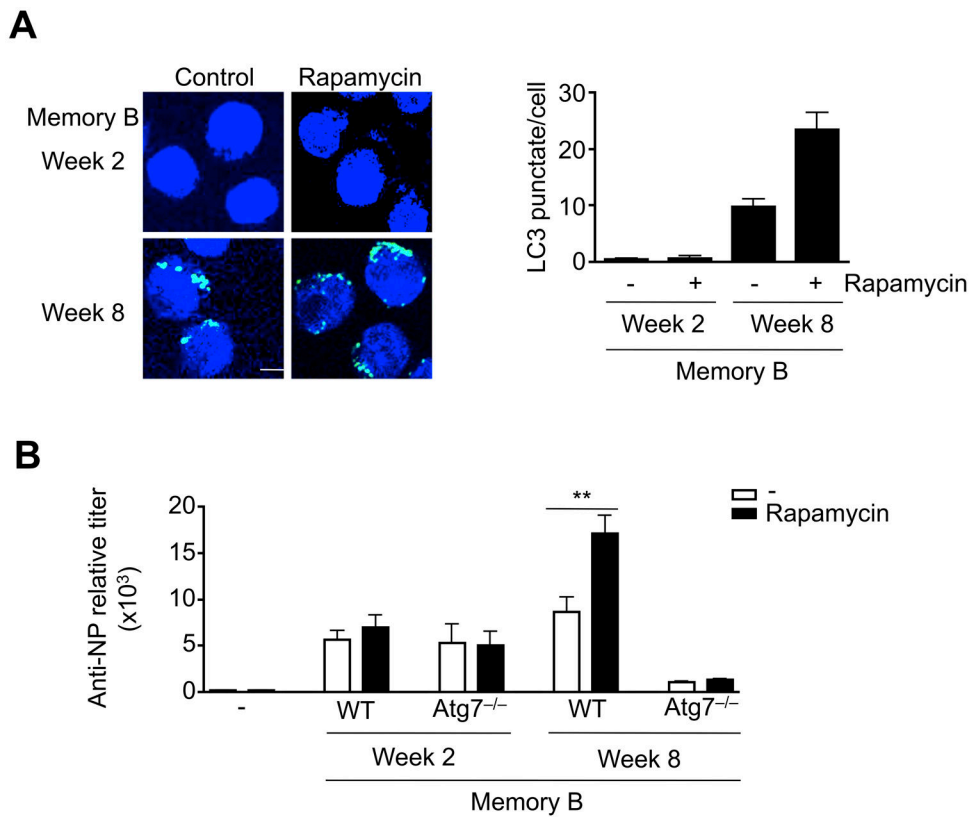 A
Control Rapamycin
Memory B
Week 2
Week 8
LC3 punctate/cell
30
20
10
0
- + - + Rapamycin
Week 2 Week 8
Memory B
B
Anti-NP relative titer
(x10³)
20
15
10
5
0
**
-
Rapamycin
- WT Atg7⁻/⁻ WT Atg7⁻/⁻
Week 2 Week 8
Memory B